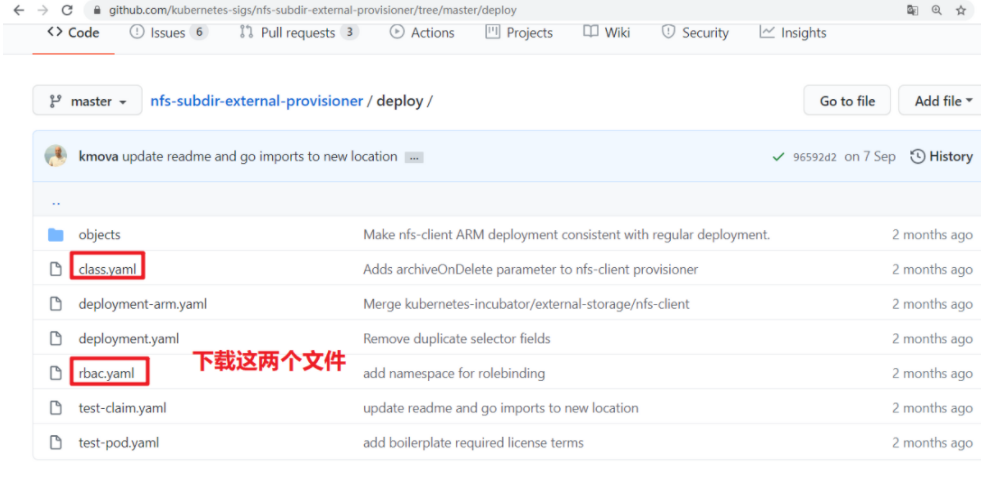 github.com/kubernetes-sigs/nfs-subdir-external-provisioner/tree/master/deploy
Code Issues 6 Pull requests 3 Actions Projects Wiki Security Insights
master nfs-subdir-external-provisioner / deploy / Go to file Add file
kmova update readme and go imports to new location ... 96592d2 on 7 Sep History
..
objects Make nfs-client ARM deployment consistent with regular deployment. 2 months ago
class.yaml Adds archiveOnDelete parameter to nfs-client provisioner 2 months ago
deployment-arm.yaml Merge kubernetes-incubator/external-storage/nfs-client 2 months ago
deployment.yaml Remove duplicate selector fields 2 months ago
下载这两个文件
rbac.yaml add namespace for rolebinding 2 months ago
test-claim.yaml update readme and go imports to new location 2 months ago
test-pod.yaml add boilerplate required license terms 2 months ago